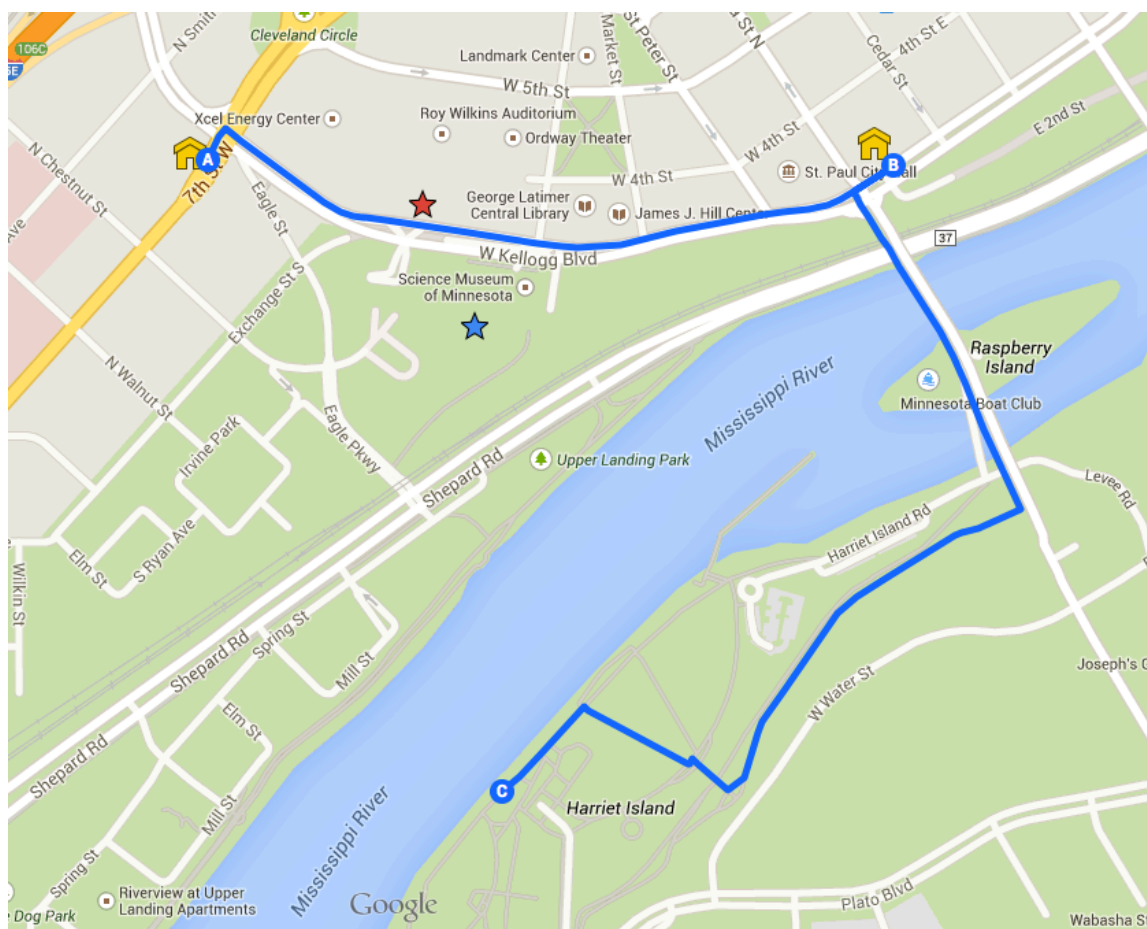 N Smith
Cleveland Circle
106C
Landmark Center
Market St
St Peter St
St N
Cedar St
4th St E
W 5th St
Xcel Energy Center
Roy Wilkins Auditorium
Ordway Theater
W 4th St
E 2nd St
N Chestnut St
A
7th St W
B
St. Paul City Hall
W 4th St
Eagle St
George Latimer
Central Library
James J. Hill Center
Ave
W Kellogg Blvd
37
Exchange St S
Science Museum
of Minnesota
N Walnut St
Raspberry
Island
Mississippi River
Minnesota Boat Club
Irvine Park
Eagle Pkwy
Upper Landing Park
Shepard Rd
Levee Rd
S Ryan Ave
Harriet Island Rd
Elm St
Wilkin St
Spring St
Shepard Rd
Mill St
Joseph's
W Water St
Elm St
Shepard Rd
C
Harriet Island
Mill St
Mississippi River
Spring St
Riverview at Upper
Landing Apartments
Google
Plato Blvd
e Dog Park
Wabasha St